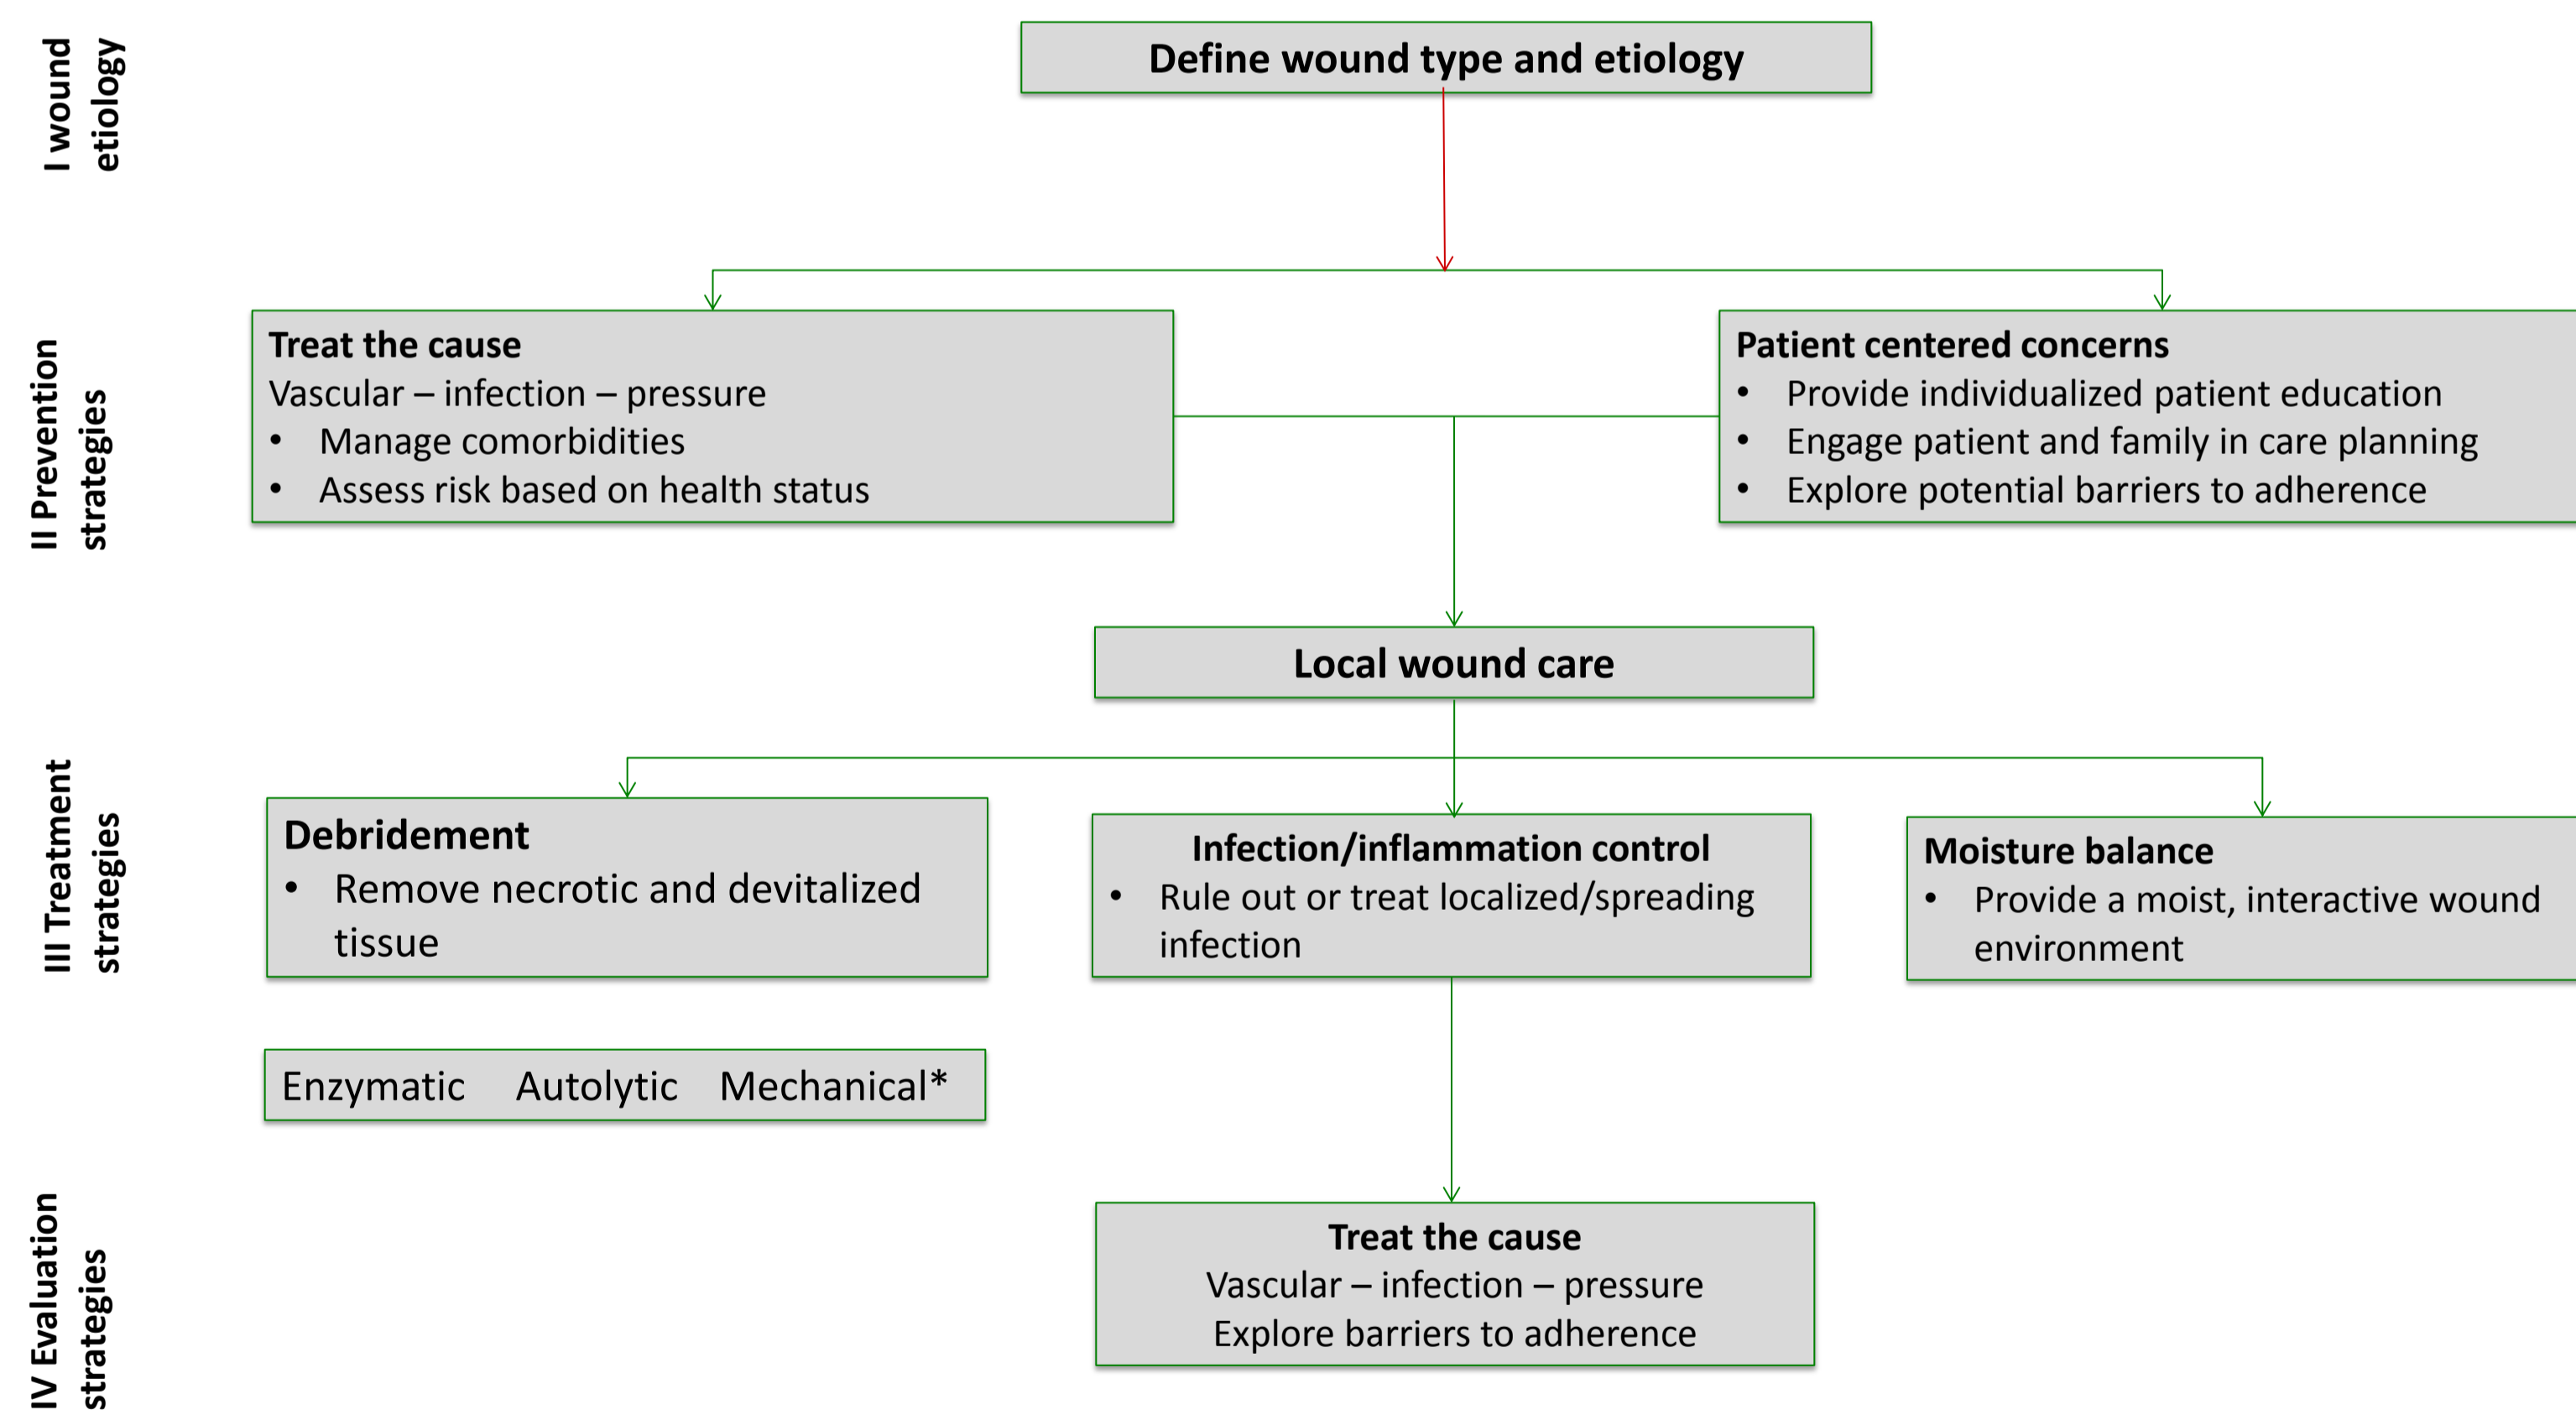 I wound
etiology
Define wound type and etiology
II Prevention
strategies
Treat the cause
Vascular – infection – pressure
• Manage comorbidities
• Assess risk based on health status
Patient centered concerns
• Provide individualized patient education
• Engage patient and family in care planning
• Explore potential barriers to adherence
Local wound care
III Treatment
strategies
Debridement
• Remove necrotic and devitalized
tissue
Infection/inflammation control
• Rule out or treat localized/spreading
infection
Moisture balance
• Provide a moist, interactive wound
environment
Enzymatic Autolytic Mechanical*
IV Evaluation
strategies
Treat the cause
Vascular – infection – pressure
Explore barriers to adherence